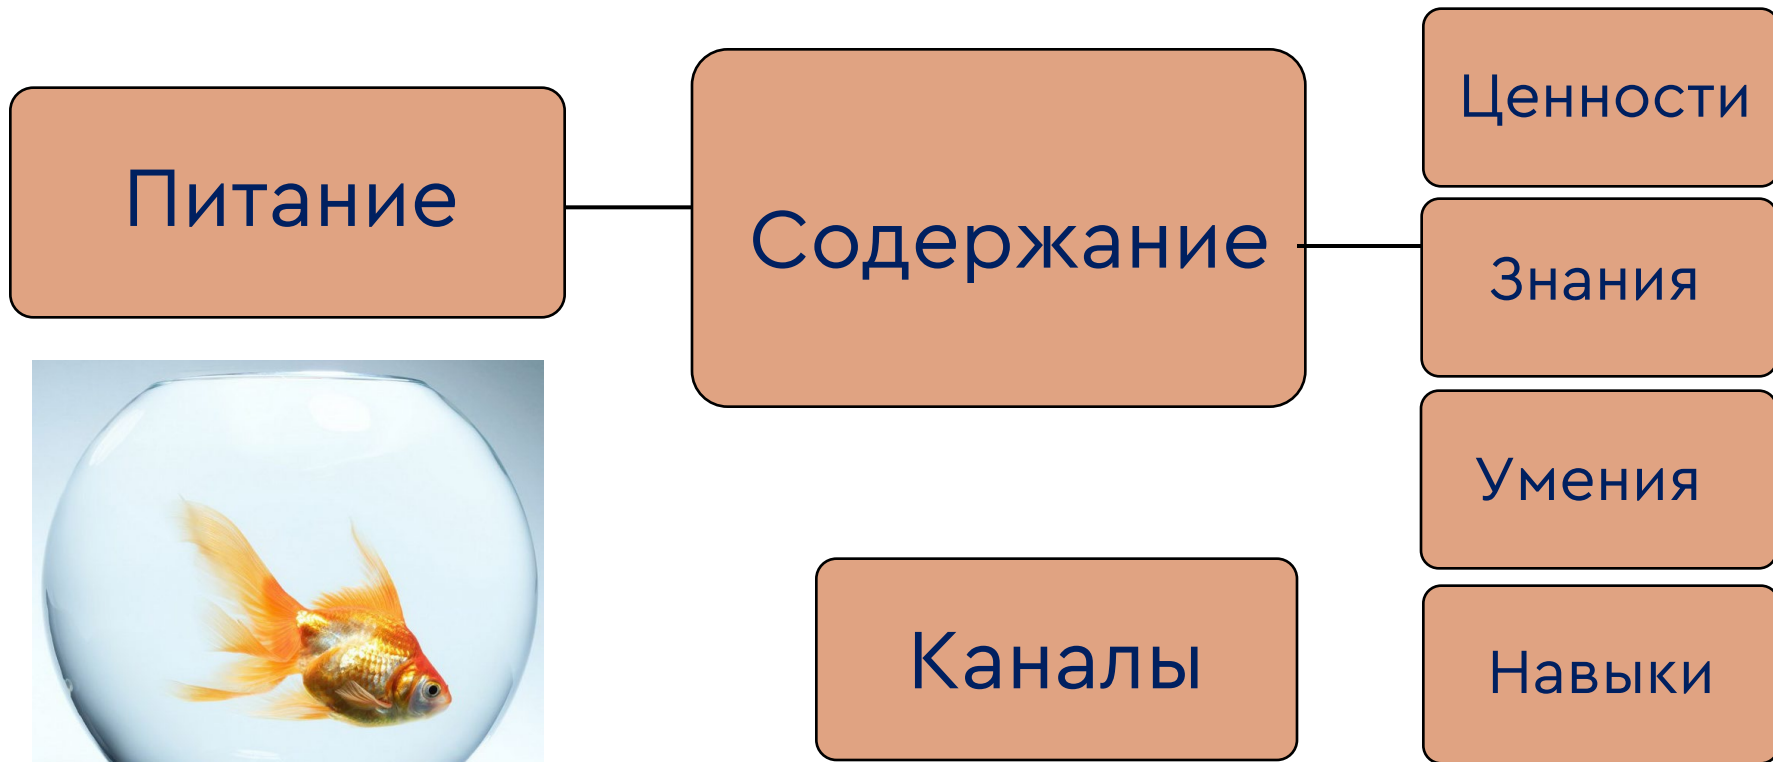 Питание
Содержание
Ценности
Знания
Умения
Навыки
Каналы